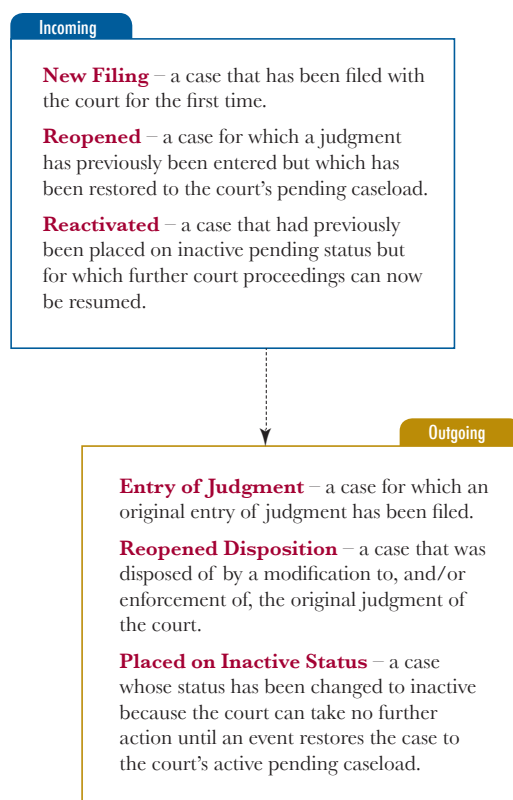 Incoming
New Filing – a case that has been filed with
the court for the first time.
Reopened – a case for which a judgment
has previously been entered but which has
been restored to the court’s pending caseload.
Reactivated – a case that had previously
been placed on inactive pending status but
for which further court proceedings can now
be resumed.
Outgoing
Entry of Judgment – a case for which an
original entry of judgment has been filed.
Reopened Disposition – a case that was
disposed of by a modification to, and/or
enforcement of, the original judgment of
the court.
Placed on Inactive Status – a case
whose status has been changed to inactive
because the court can take no further
action until an event restores the case to
the court’s active pending caseload.